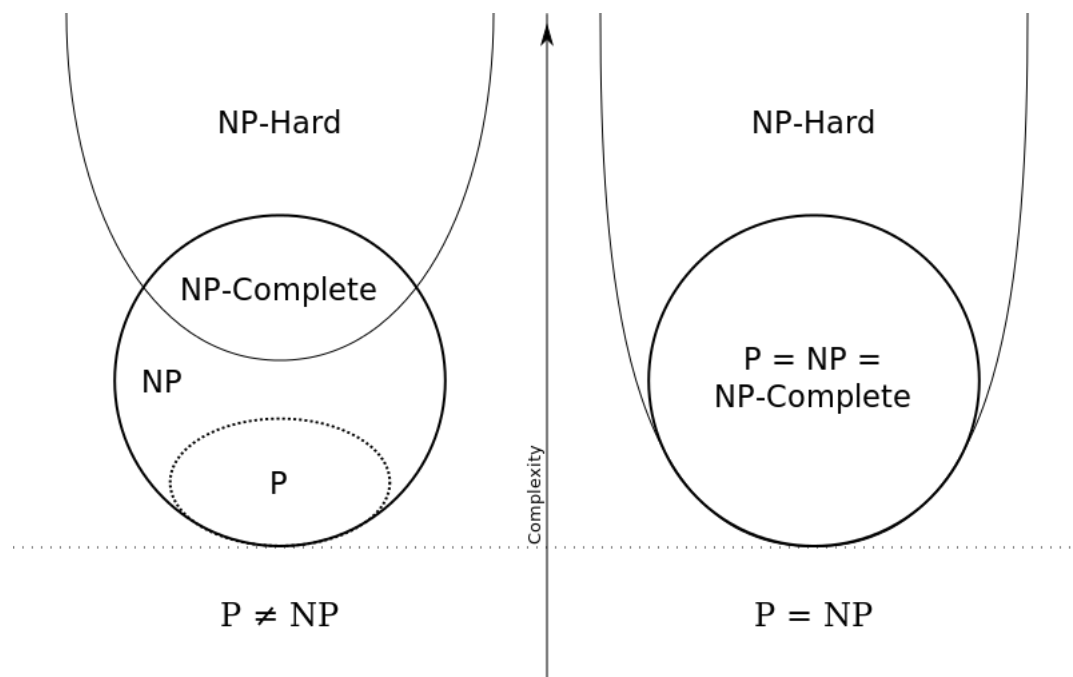 NP-Hard
NP-Complete
NP
P
P ≠ NP
Complexity
NP-Hard
P = NP =
NP-Complete
P = NP